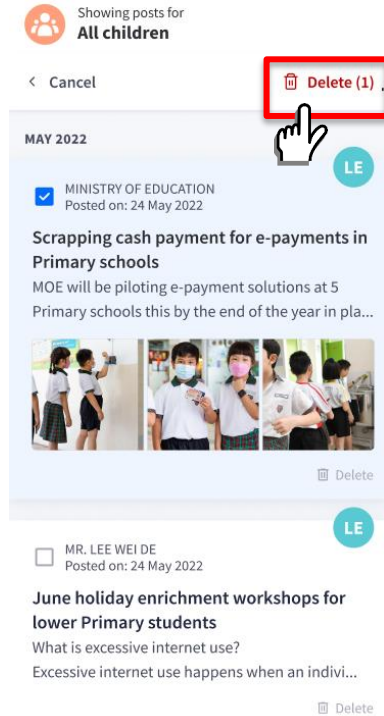 Showing posts for
All children
< Cancel
Delete (1)
MAY 2022
LE
MINISTRY OF EDUCATION
Posted on: 24 May 2022
Scrapping cash payment for e-payments in
Primary schools
MOE will be piloting e-payment solutions at 5
Primary schools this by the end of the year in pla...
Delete
LE
MR. LEE WEI DE
Posted on: 24 May 2022
June holiday enrichment workshops for
lower Primary students
What is excessive internet use?
Excessive internet use happens when an indivi...
Delete